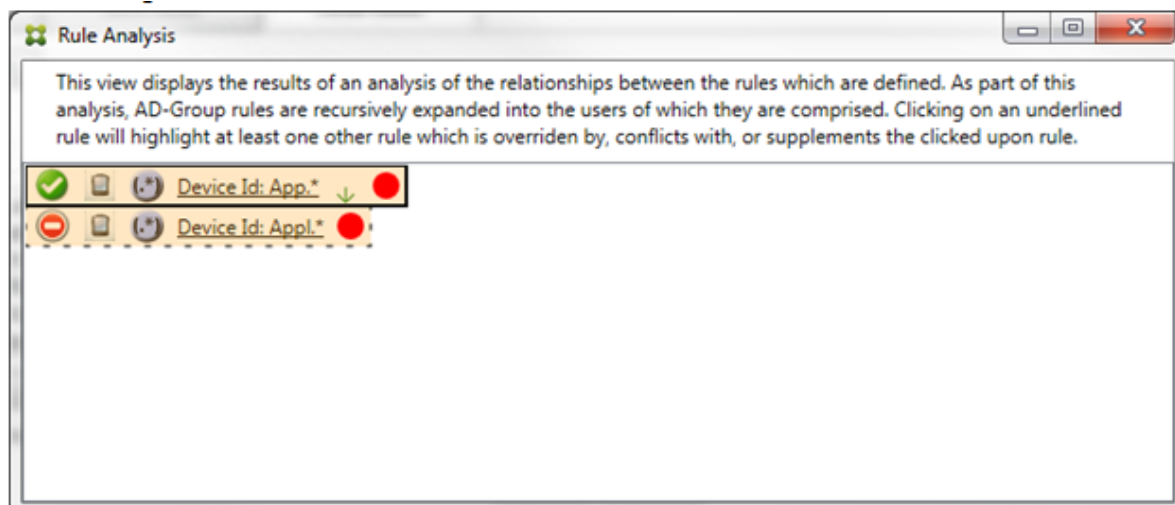 Rule Analysis
This view displays the results of an analysis of the relationships between the rules which are defined. As part of this
analysis, AD-Group rules are recursively expanded into the users of which they are comprised. Clicking on an underlined
rule will highlight at least one other rule which is overriden by, conflicts with, or supplements the clicked upon rule.
(.*) Device Id: App.*
(.*) Device Id: Appl.*